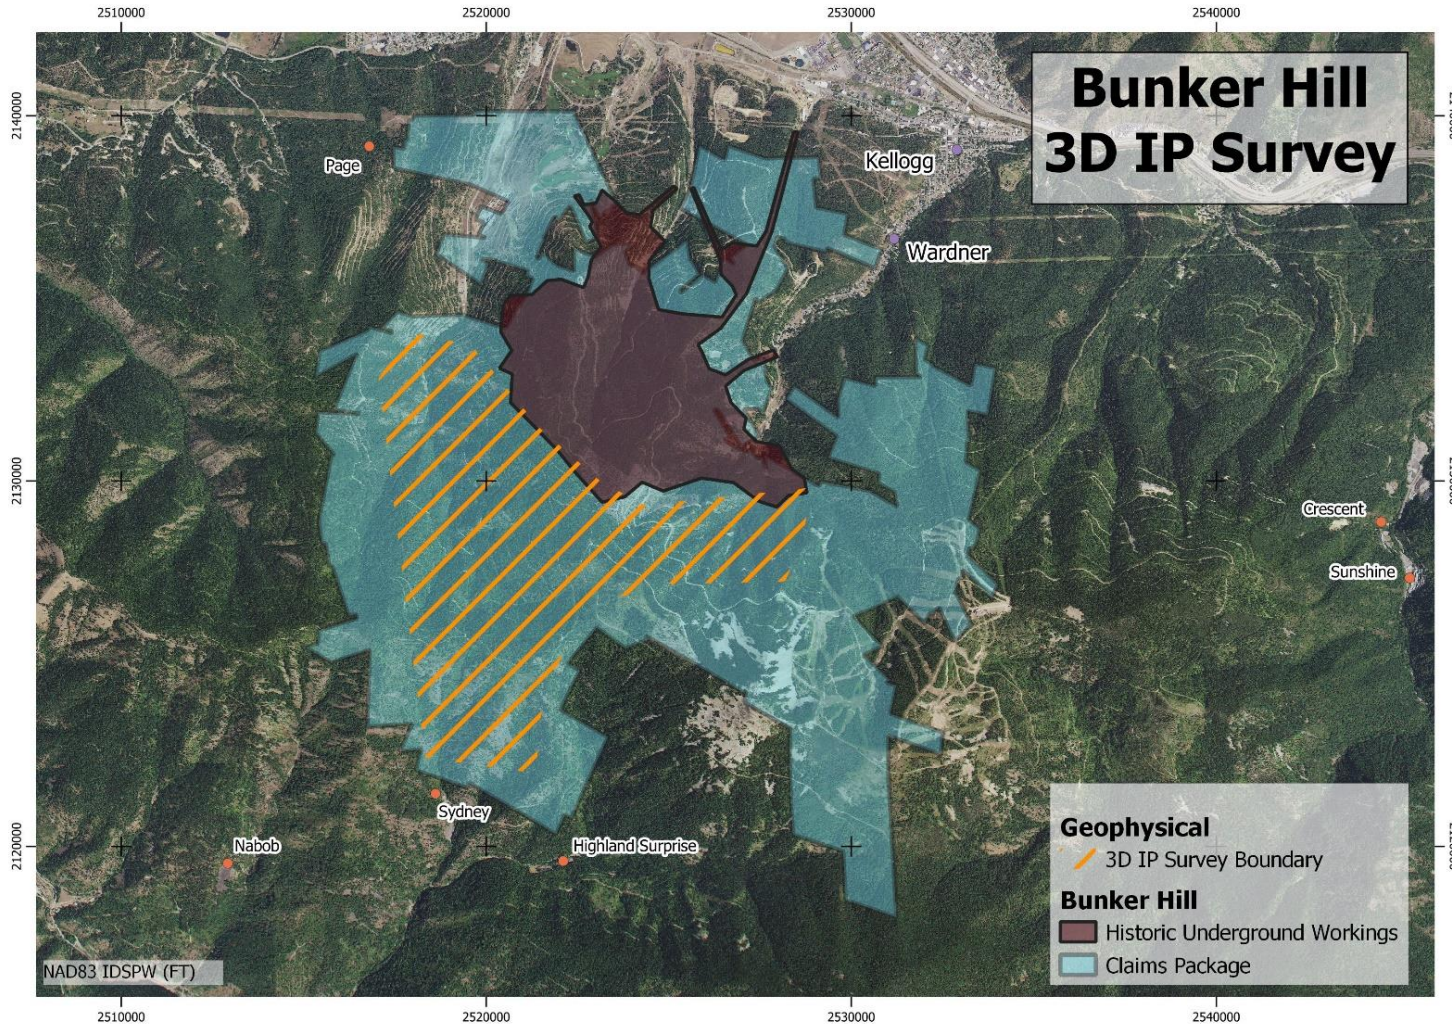 2510000
2520000
2530000
2540000
Bunker Hill
3D IP Survey
2140000
Page
Kellogg
Wardner
2130000
Crescent
Sunshine
Sydney
Nabob
Highland Surprise
2120000
Geophysical
3D IP Survey Boundary
Bunker Hill
Historic Underground Workings
Claims Package
NAD83 IDSPW (FT)
2510000
2520000
2530000
2540000